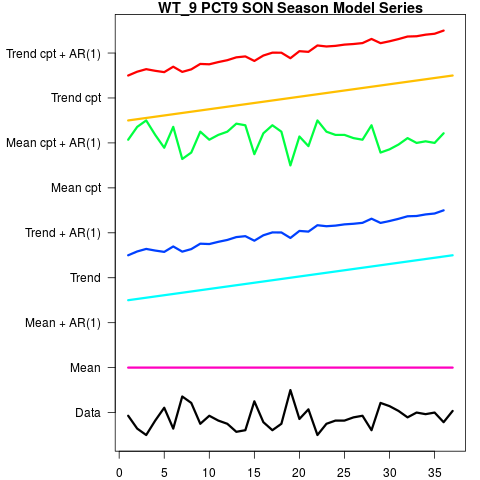 WT_9 PCT9 SON Season Model Series
Trend cpt + AR(1)
Trend cpt
Mean cpt + AR(1)
Mean cpt
Trend + AR(1)
Trend
Mean + AR(1)
Mean
Data
0 5 10 15 20 25 30 35